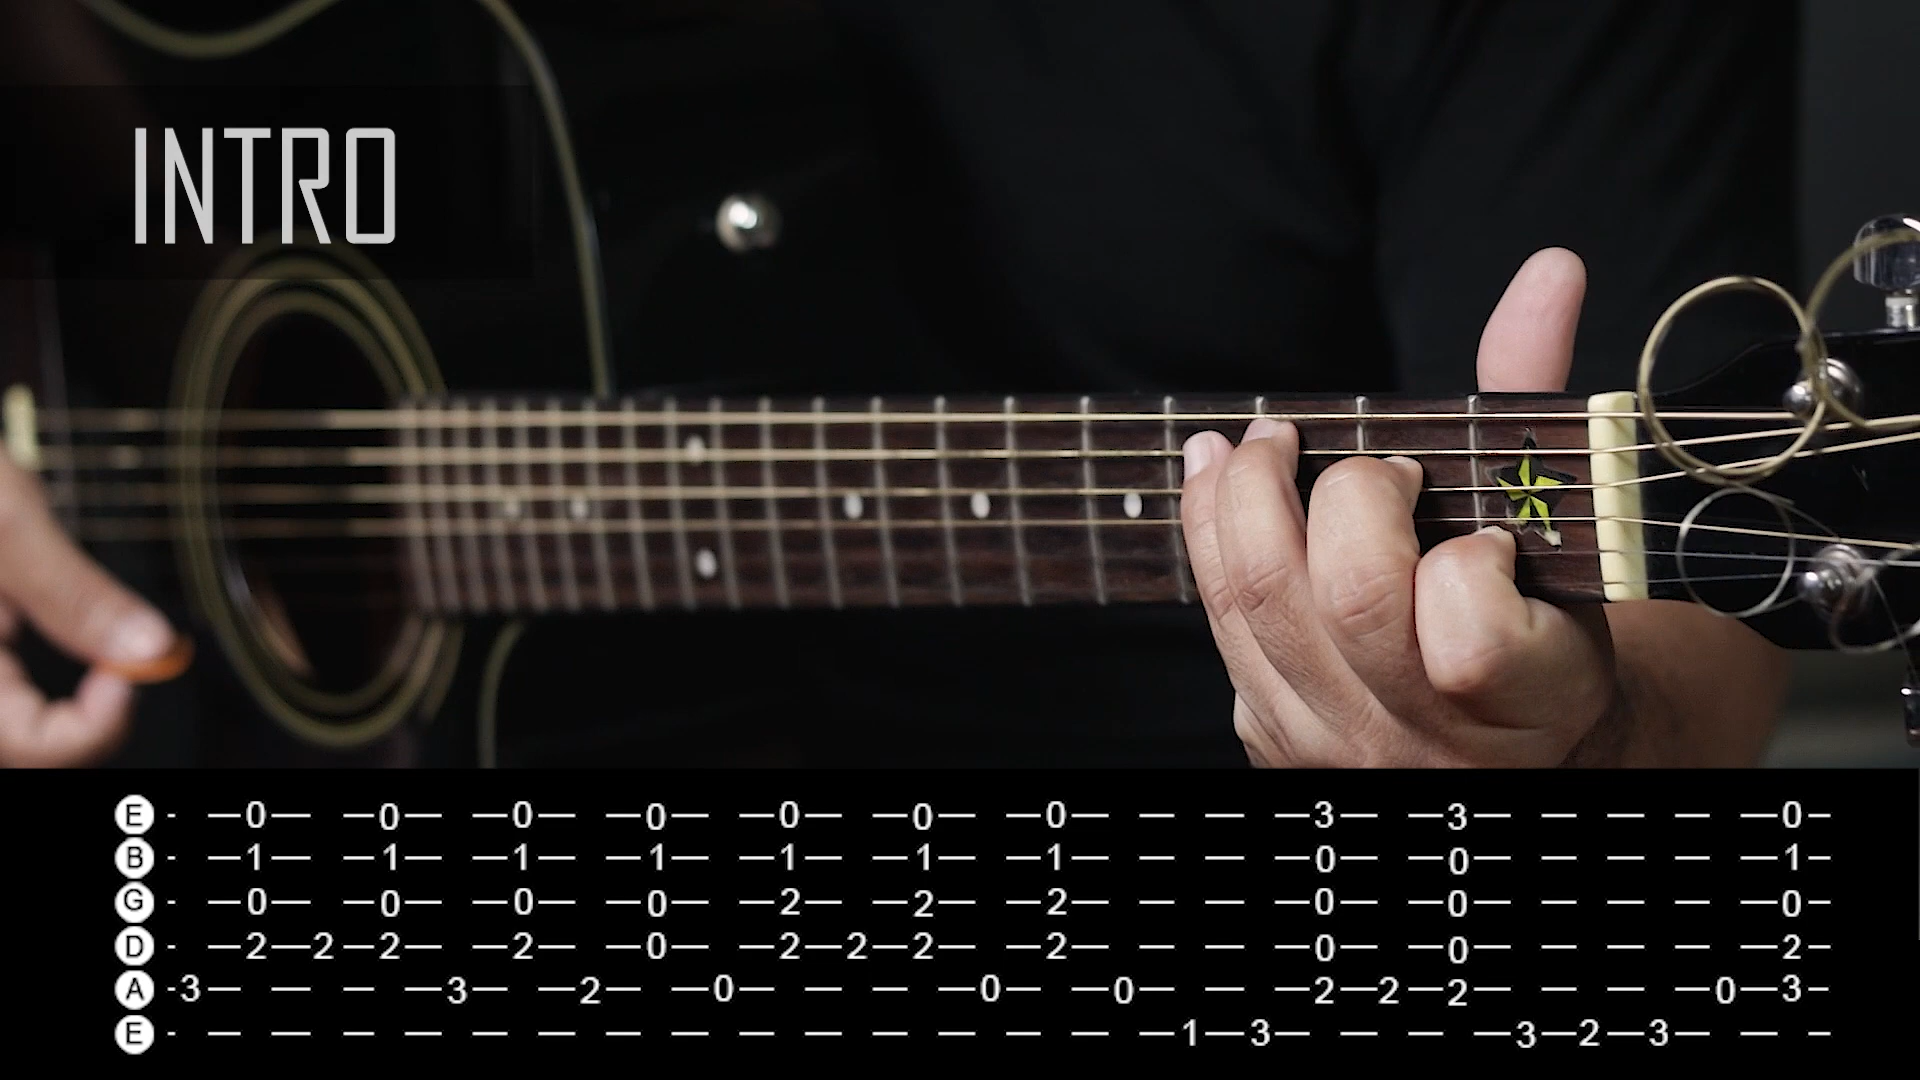 INTRO
E - —0— —0— —0— —0— —0— —0— —0— — — —3— —3— — — — —0-
B - —1— —1— —1— —1— —1— —1— —1— — — —0— —0— — — — —1-
G - —0— —0— —0— —0— —2— —2— —2— — — —0— —0— — — — —0-
D - —2—2—2— —2— —0— —2—2—2— —2— — — —0— —0— — — — —2-
A -3— — — —3— —2— —0— — — —0— —0— — —2—2—2— — — —0—3-
E - — — — — — — — — — — — — — — —1—3— — — —3—2—3— — -